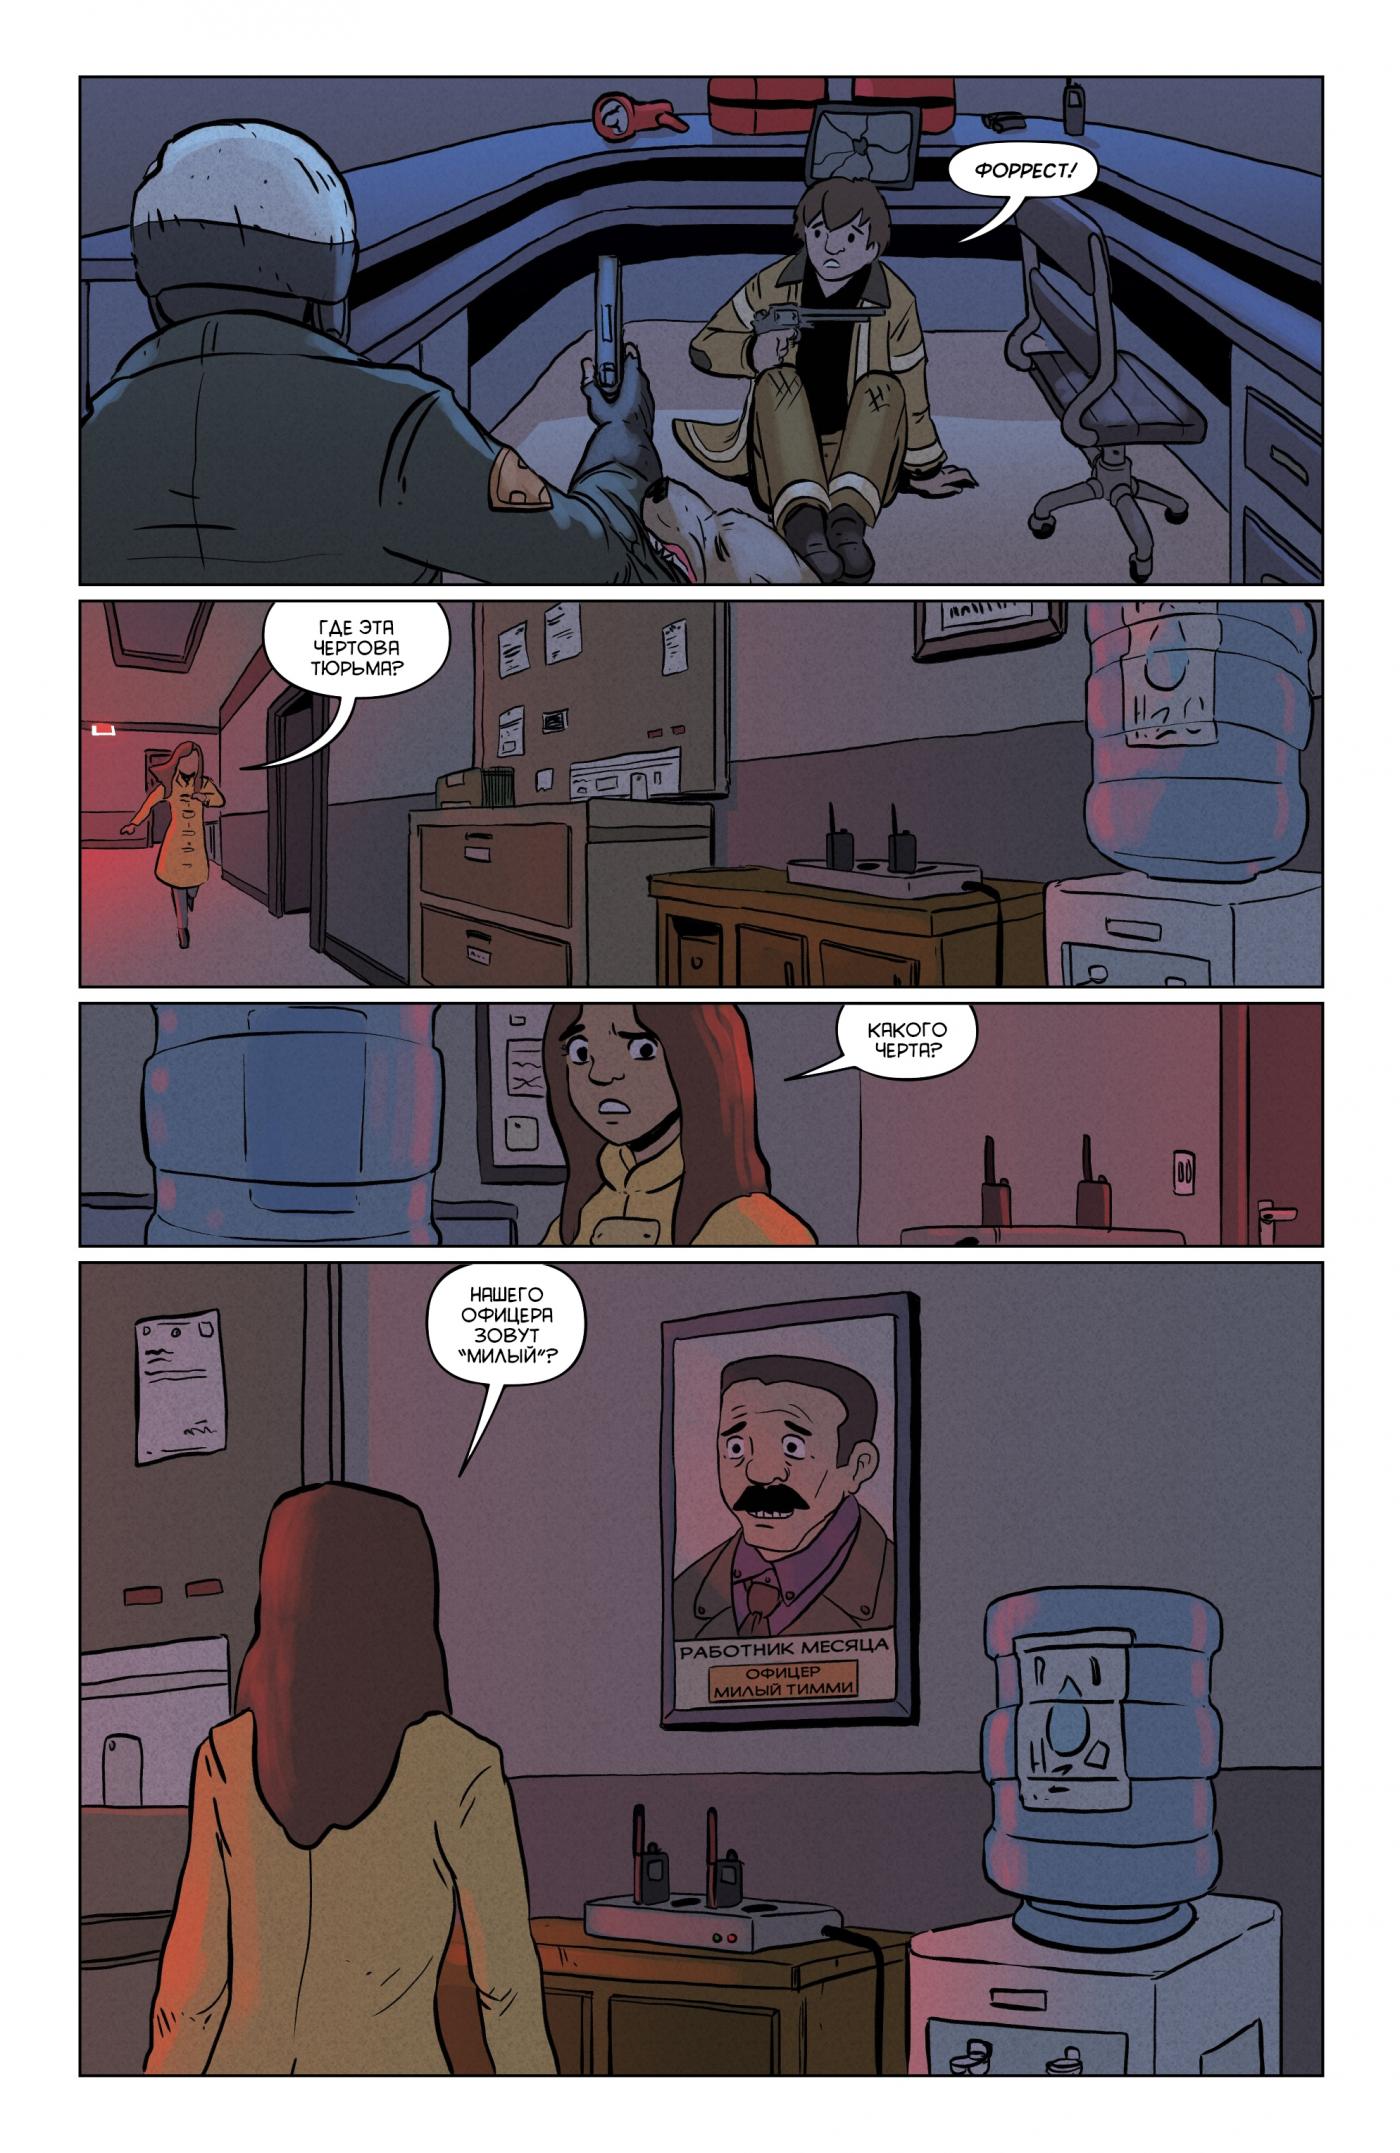 ФОРРЕСТ!
ГДЕ ЭТА
ЧЕРТОВА
ТЮРЬМА?
КАКОГО
ЧЕРТА?
НАШЕГО
ОФИЦЕРА
ЗОВУТ
“МИЛЫЙ”?
РАБОТНИК МЕСЯЦА
ОФИЦЕР
МИЛЫЙ ТИММИ